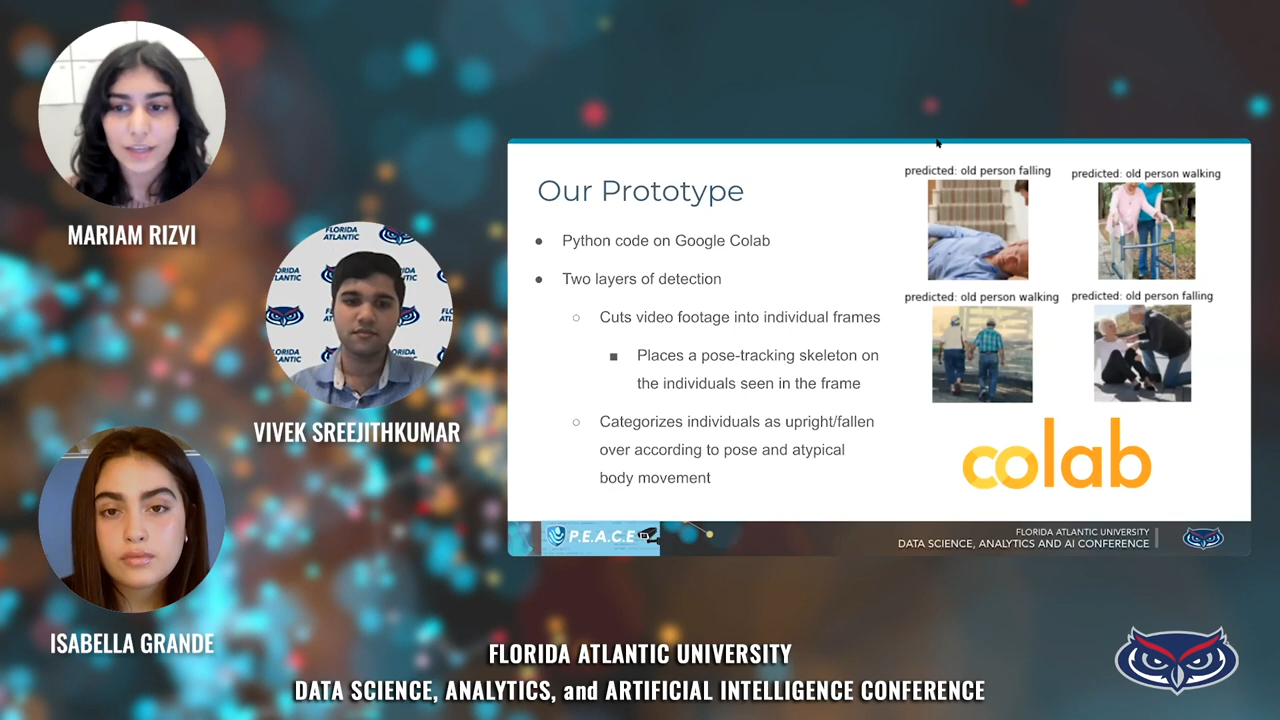 MARIAM RIZVI
FLORIDA
ATLANTIC
VIVEK SREEJITHKUMAR
ISABELLA GRANDE
Our Prototype
● Python code on Google Colab
● Two layers of detection
○ Cuts video footage into individual frames
■ Places a pose-tracking skeleton on
the individuals seen in the frame
○ Categorizes individuals as upright/fallen
over according to pose and atypical
body movement
predicted: old person falling
predicted: old person walking
predicted: old person walking
predicted: old person falling
colab
P.E.A.C.E
FLORIDA ATLANTIC UNIVERSITY
DATA SCIENCE, ANALYTICS AND AI CONFERENCE
FLORIDA ATLANTIC UNIVERSITY
DATA SCIENCE, ANALYTICS, and ARTIFICIAL INTELLIGENCE CONFERENCE